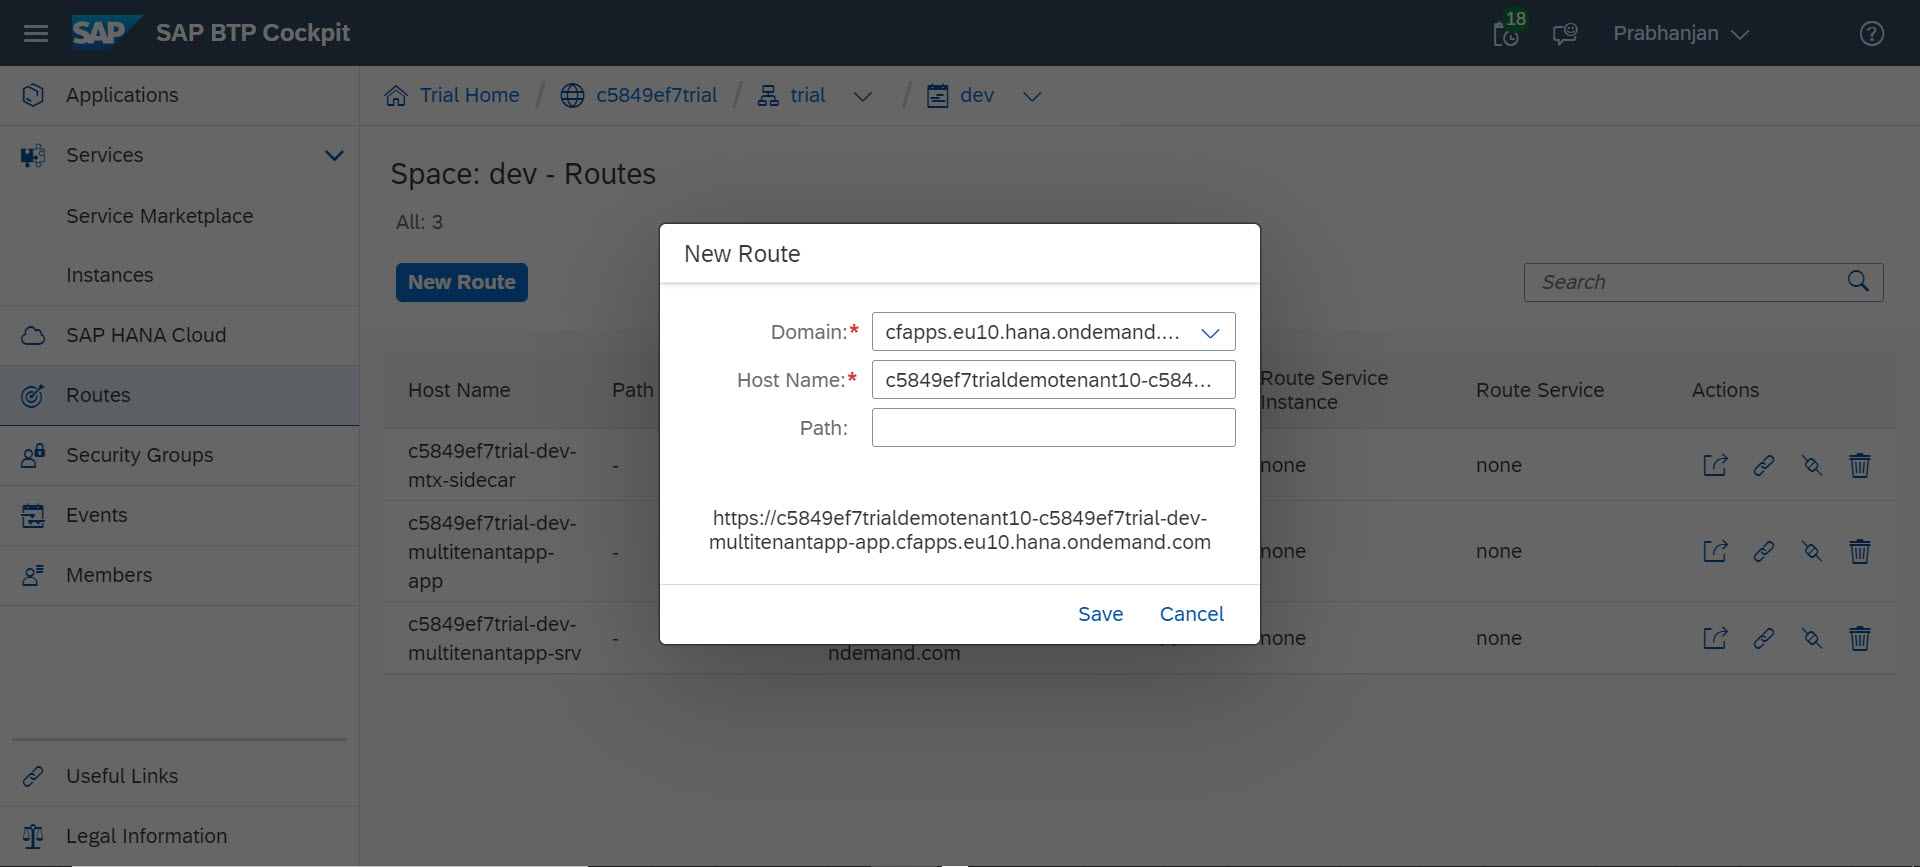 SAP
SAP BTP Cockpit
18
Prabhanjan
Applications
Services
Service Marketplace
Instances
SAP HANA Cloud
Routes
Security Groups
Events
Members
Useful Links
Legal Information
Trial Home / c5849ef7trial / trial / dev
Space: dev - Routes
All: 3
New Route
Search
Host Name
Path
Route Service
Instance
Route Service
Actions
c5849ef7trial-dev-
mtx-sidecar
-
none
none
c5849ef7trial-dev-
multitenantapp-
app
-
none
none
c5849ef7trial-dev-
multitenantapp-srv
-
ndemand.com
none
none
New Route
Domain:*
cfapps.eu10.hana.ondemand....
Host Name:*
c5849ef7trialdemotenant10-c584...
Path:
https://c5849ef7trialdemotenant10-c5849ef7trial-dev-
multitenantapp-app.cfapps.eu10.hana.ondemand.com
Save
Cancel